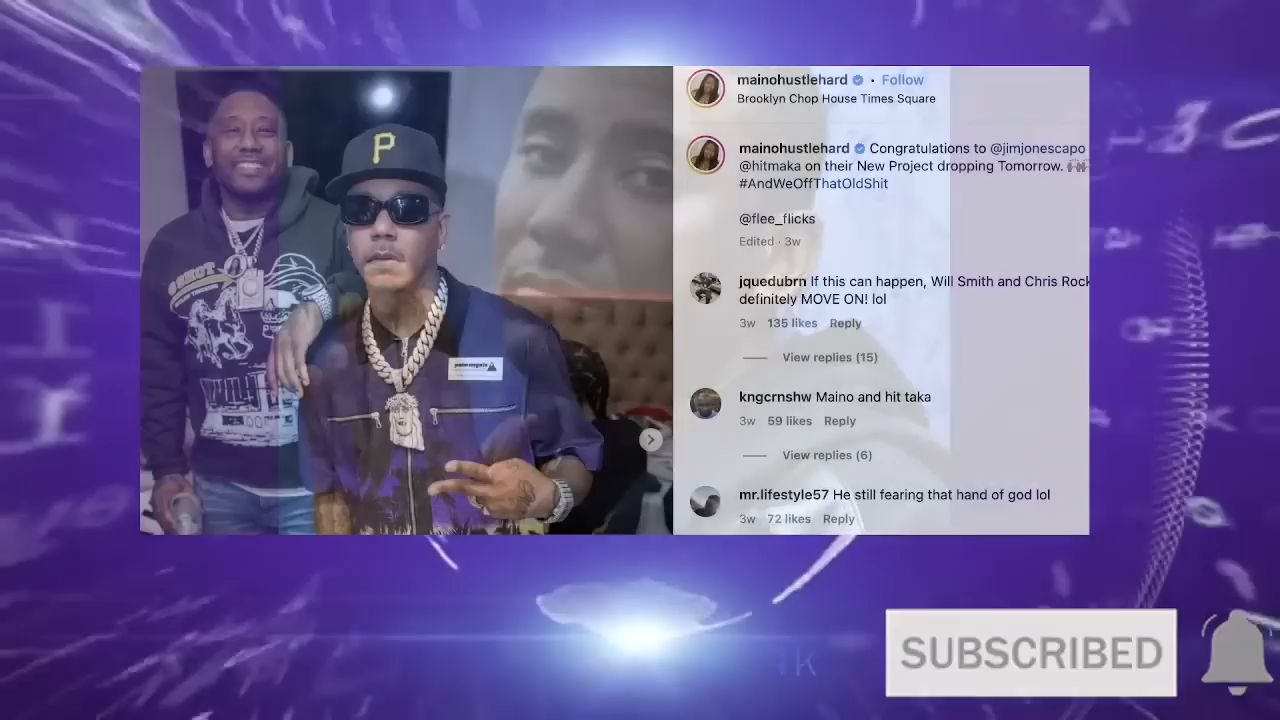 P
palm angels
mainohustlehard · Follow
Brooklyn Chop House Times Square
mainohustlehard Congratulations to @jimjonescapo
@hitmaka on their New Project dropping Tomorrow. 🙌
#AndWeOffThatOldShit
@flee_flicks
Edited · 3w
jquedubrn If this can happen, Will Smith and Chris Rock
definitely MOVE ON! lol
3w 135 likes Reply
View replies (15)
kngcrnshw Maino and hit taka
3w 59 likes Reply
View replies (6)
mr.lifestyle57 He still fearing that hand of god lol
3w 72 likes Reply
SUBSCRIBED